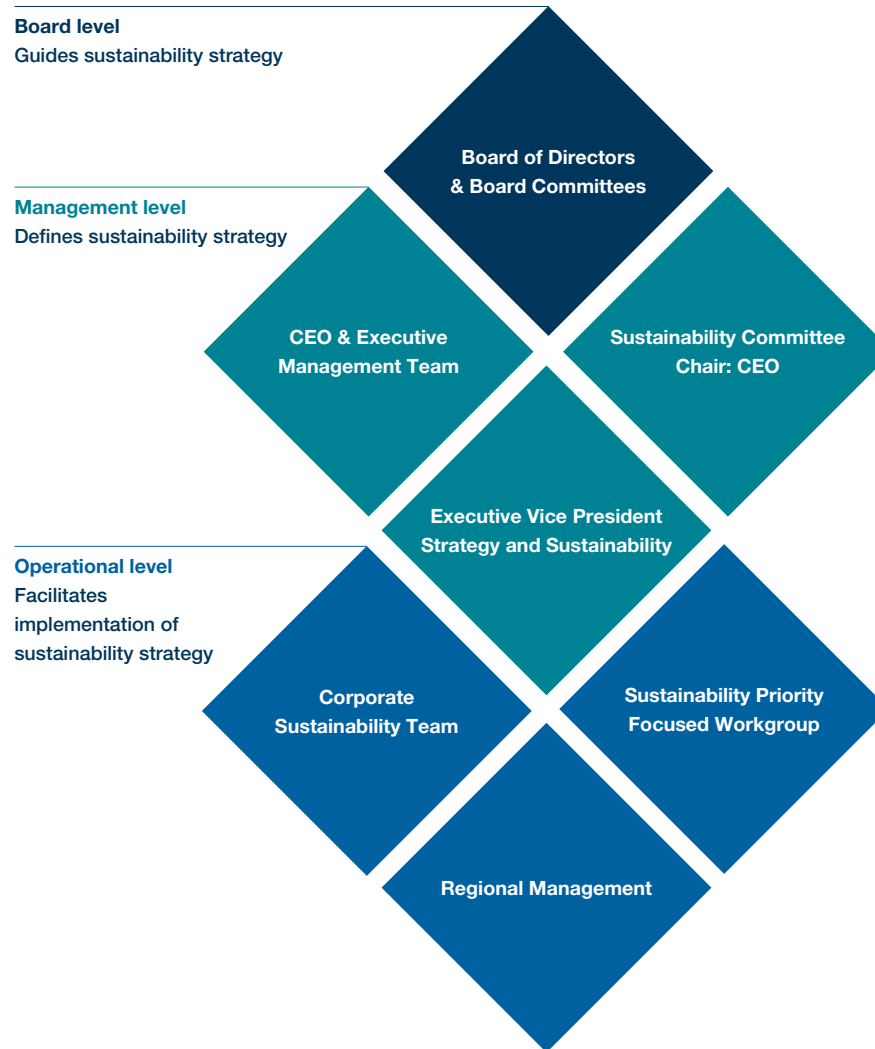 Board level
Guides sustainability strategy
Board of Directors
& Board Committees
Management level
Defines sustainability strategy
CEO & Executive
Management Team
Sustainability Committee
Chair: CEO
Executive Vice President
Strategy and Sustainability
Operational level
Facilitates
implementation of
sustainability strategy
Corporate
Sustainability Team
Sustainability Priority
Focused Workgroup
Regional Management